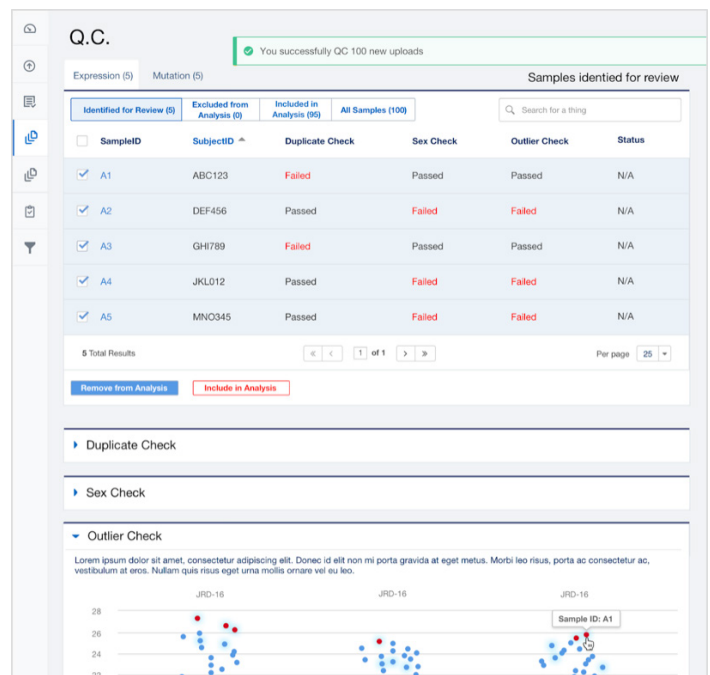 Q.C.
You successfully QC 100 new uploads
Expression (5) Mutation (5)
Samples identied for review
Identified for Review (5) Excluded from Analysis (0) Included in Analysis (95) All Samples (100) Search for a thing
SampleID SubjectID Duplicate Check Sex Check Outlier Check Status
A1 ABC123 Failed Passed Passed N/A
A2 DEF456 Passed Failed Failed N/A
A3 GHI789 Failed Passed Passed N/A
A4 JKL012 Passed Failed Failed N/A
A5 MNO345 Passed Failed Failed N/A
5 Total Results « ‹ 1 of 1 › » Per page 25
Remove from Analysis Include in Analysis
Duplicate Check
Sex Check
Outlier Check
Lorem ipsum dolor sit amet, consectetur adipiscing elit. Donec id elit non mi porta gravida at eget metus. Morbi leo risus, porta ac consectetur ac,
vestibulum at eros. Nullam quis risus eget urna mollis ornare vel eu leo.
JRD-16 JRD-16 JRD-16
28
Sample ID: A1
26
24
22